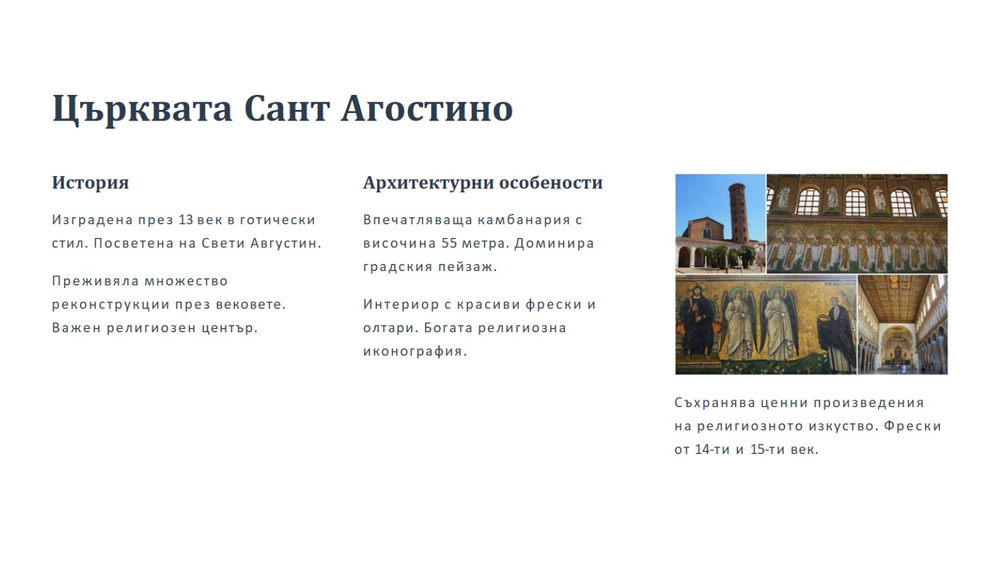 Църквата Сант Агостино
История
Изградена през 13 век в готически
стил. Посветена на Свети Августин.
Преживяла множество
реконструкции през вековете.
Важен религиозен център.
Архитектурни особености
Впечатляваща камбанария с
височина 55 метра. Доминира
градския пейзаж.
Интериор с красиви фрески и
олтари. Богата религиозна
иконография.
Съхранява ценни произведения
на религиозното изкуство. Фрески
от 14-ти и 15-ти век.